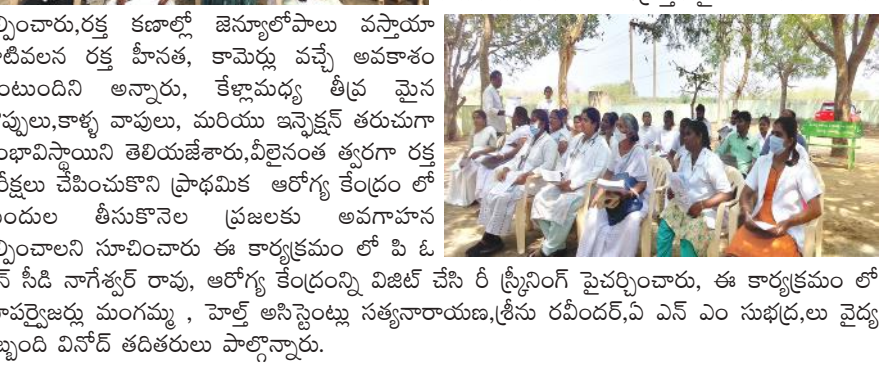 ల్పించారు,రక్త కణాల్లో జెన్యూలోపాలు వస్తాయా
టివలన రక్త హీనత, కామెర్లు వచ్చే అవకాశం
ంటుందిని అన్నారు, కేళ్లామధ్య తీవ్ర మైన
ప్పులు,కాళ్ళ వాపులు, మరియు ఇన్ఫెక్షన్ తరుచుగా
ంభావిస్థాయిని తెలియజేశారు,వీలైనంత త్వరగా రక్త
రీక్షలు చేపించుకొని ప్రాథమిక ఆరోగ్య కేంద్రం లో
ందుల తీసుకొనెల ప్రజలకు అవగాహన
ల్పించాలని సూచించారు ఈ కార్యక్రమం లో పి ఓ
న్ సీడి నాగేశ్వర్ రావు, ఆరోగ్య కేంద్రంన్ని విజిట్ చేసి రీ స్క్రీనింగ్ పైచర్చించారు, ఈ కార్యక్రమం లో
పర్వైజర్లు మంగమ్మ , హెల్త్ అసిస్టెంట్లు సత్యనారాయణ,శ్రీను రవీందర్,ఏ ఎన్ ఎం సుభద్ర,లు వైద్య
బ్బంది వినోద్ తదితరులు పాల్గొన్నారు.